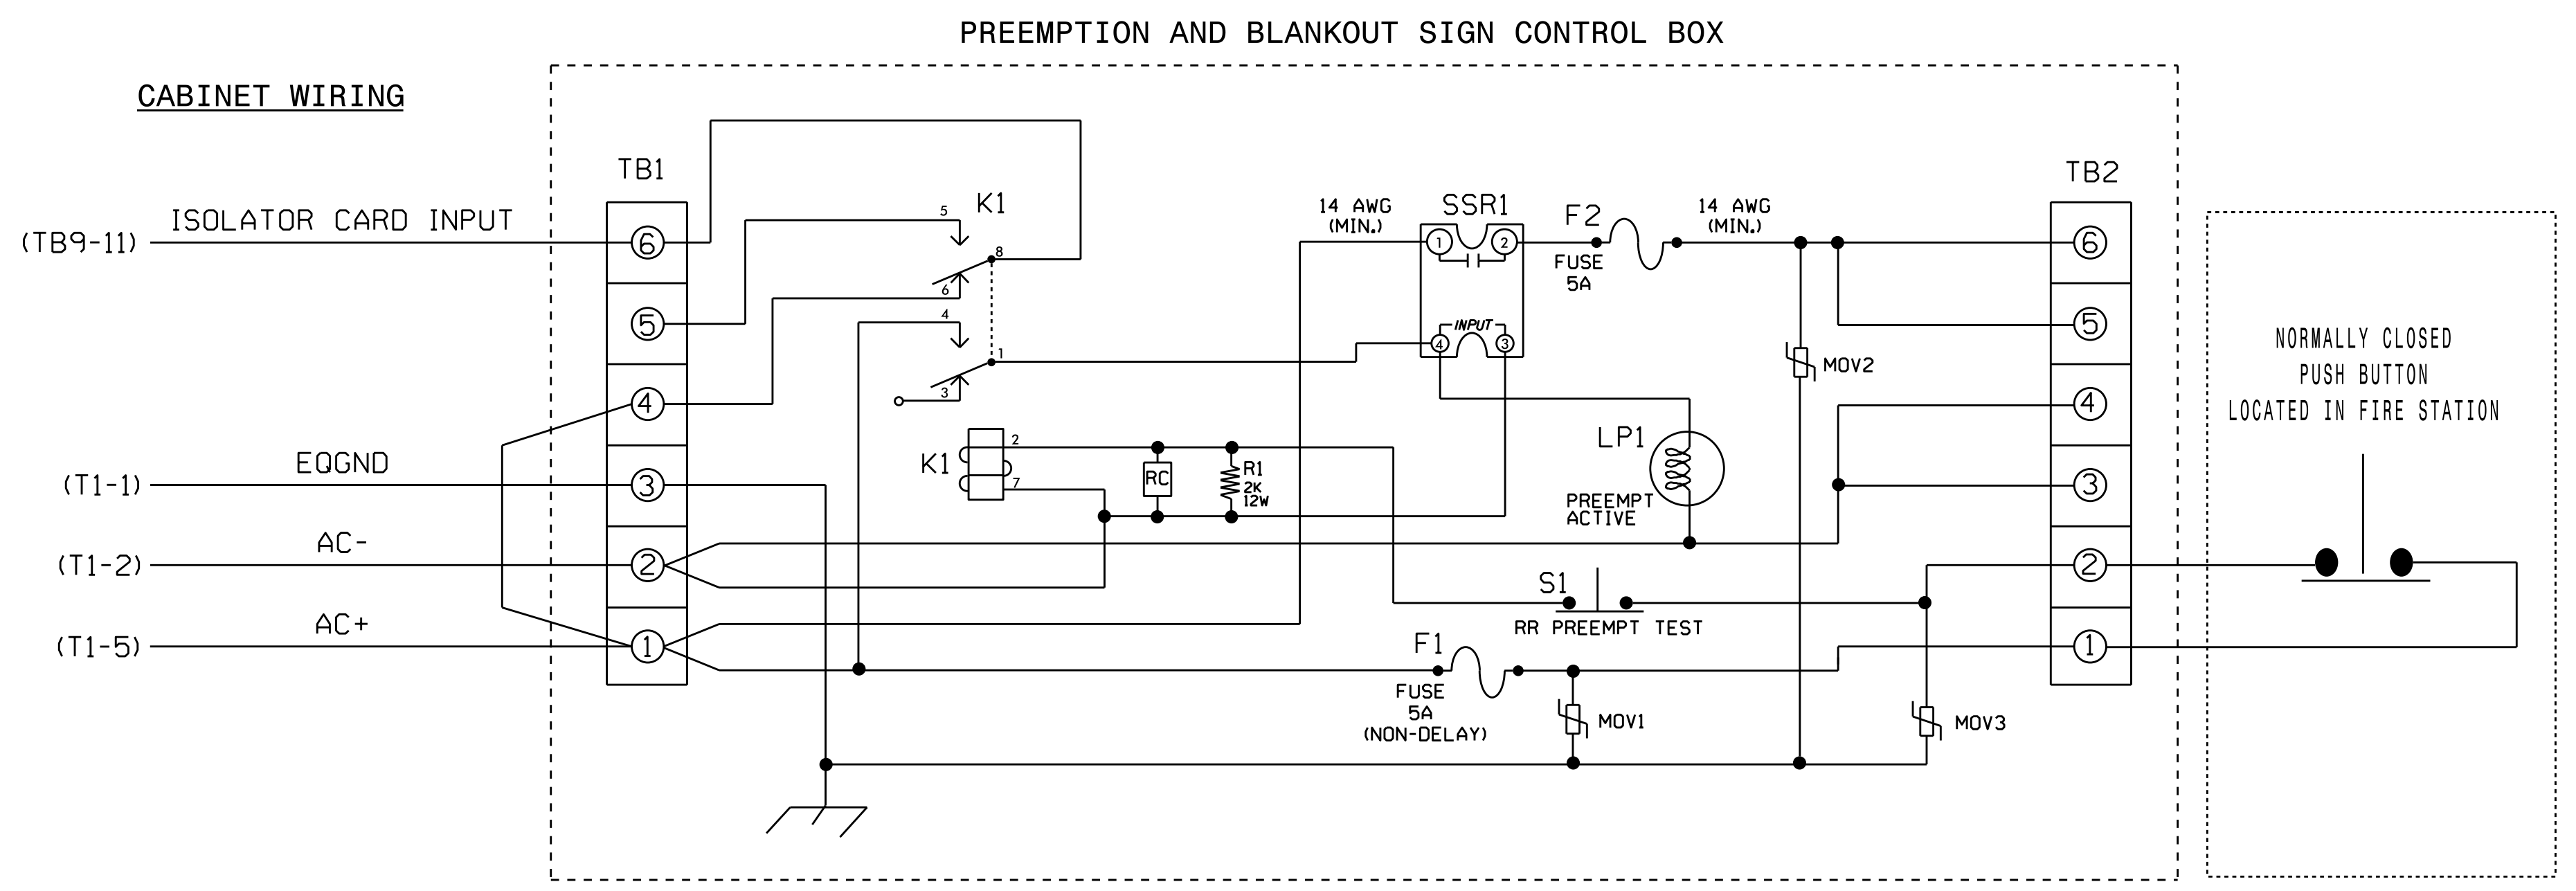 PREEMPTION AND BLANKOUT SIGN CONTROL BOX
CABINET WIRING
TB1
TB2
K1
5
8
6
4
1
3
14 AWG
(MIN.)
SSR1
1
2
INPUT
4
3
F2
FUSE
5A
14 AWG
(MIN.)
(TB9-11)
ISOLATOR CARD INPUT
6
5
4
(T1-1)
EQGND
3
(T1-2)
AC-
2
(T1-5)
AC+
1
K1
2
7
RC
R1
2K
12W
LP1
PREEMPT
ACTIVE
MOV2
S1
RR PREEMPT TEST
F1
FUSE
5A
(NON-DELAY)
MOV1
MOV3
6
5
4
3
2
1
NORMALLY CLOSED
PUSH BUTTON
LOCATED IN FIRE STATION